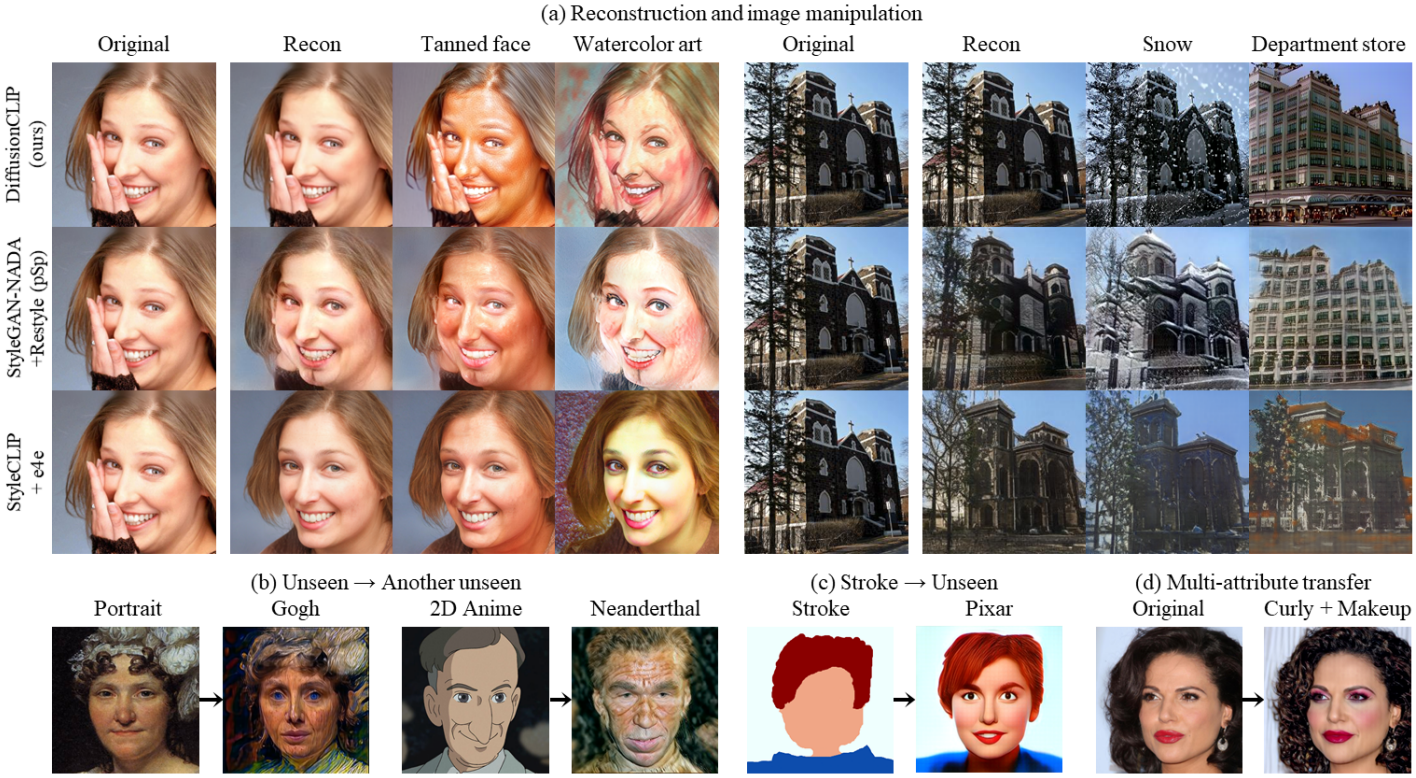 (a) Reconstruction and image manipulation
Original Recon Tanned face Watercolor art Original Recon Snow Department store
DiffusionCLIP
(ours)
StyleGAN-NADA
+Restyle (pSp)
StyleCLIP
+ e4e
(b) Unseen → Another unseen
(c) Stroke → Unseen
(d) Multi-attribute transfer
Portrait Gogh 2D Anime Neanderthal Stroke Pixar Original Curly + Makeup